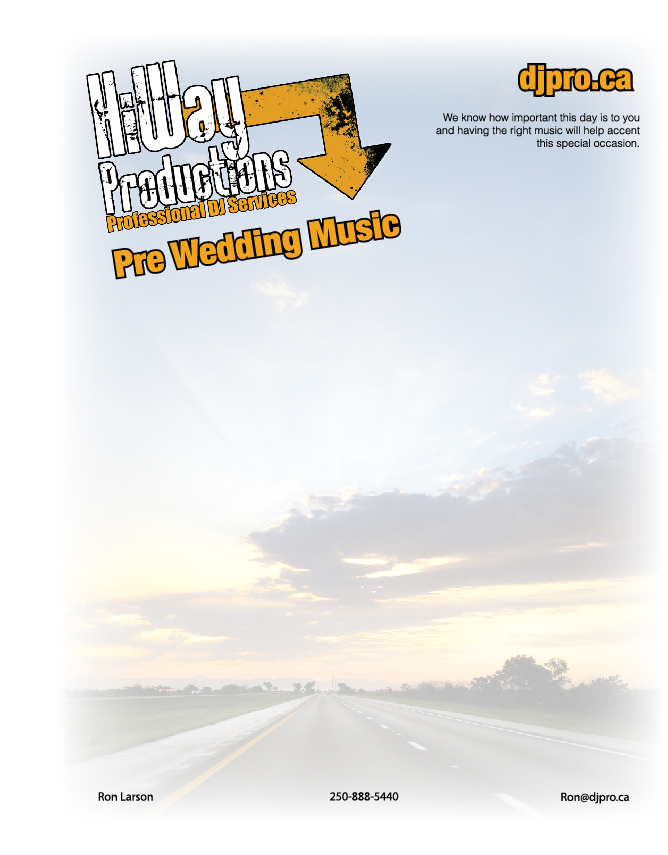 HiWay
Productions
Professional DJ Services
Pre Wedding Music
djpro.ca
We know how important this day is to you
and having the right music will help accent
this special occasion.
Ron Larson 250-888-5440 Ron@djpro.ca